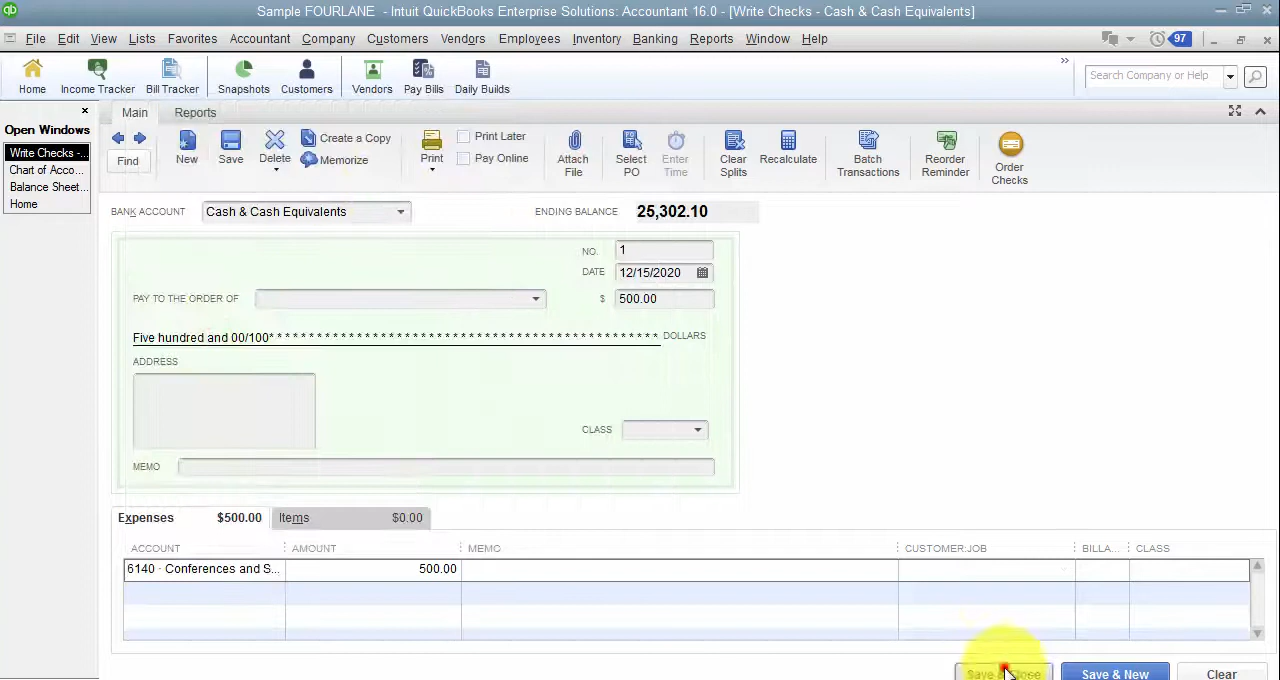 qb Sample FOURLANE - Intuit QuickBooks Enterprise Solutions: Accountant 16.0 - [Write Checks - Cash & Cash Equivalents]
File Edit View Lists Favorites Accountant Company Customers Vendors Employees Inventory Banking Reports Window Help 97
Home Income Tracker Bill Tracker Snapshots Customers Vendors Pay Bills Daily Builds Search Company or Help
Open Windows
Write Checks -...
Chart of Acco...
Balance Sheet...
Home
Main Reports
Find New Save Delete Create a Copy Memorize Print Print Later Pay Online Attach File Select PO Enter Time Clear Splits Recalculate Batch Transactions Reorder Reminder Order Checks
BANK ACCOUNT Cash & Cash Equivalents ENDING BALANCE 25,302.10
NO. 1
DATE 12/15/2020
PAY TO THE ORDER OF $ 500.00
Five hundred and 00/100* * * * * * * * * * * * * * * * * * * * * * * * * * * * * * * * * * * * * * * * * * * * * * * DOLLARS
ADDRESS
CLASS
MEMO
Expenses $500.00 Items $0.00
ACCOUNT AMOUNT MEMO CUSTOMER:JOB BILLA... CLASS
6140 · Conferences and S... 500.00
Save & Close Save & New Clear